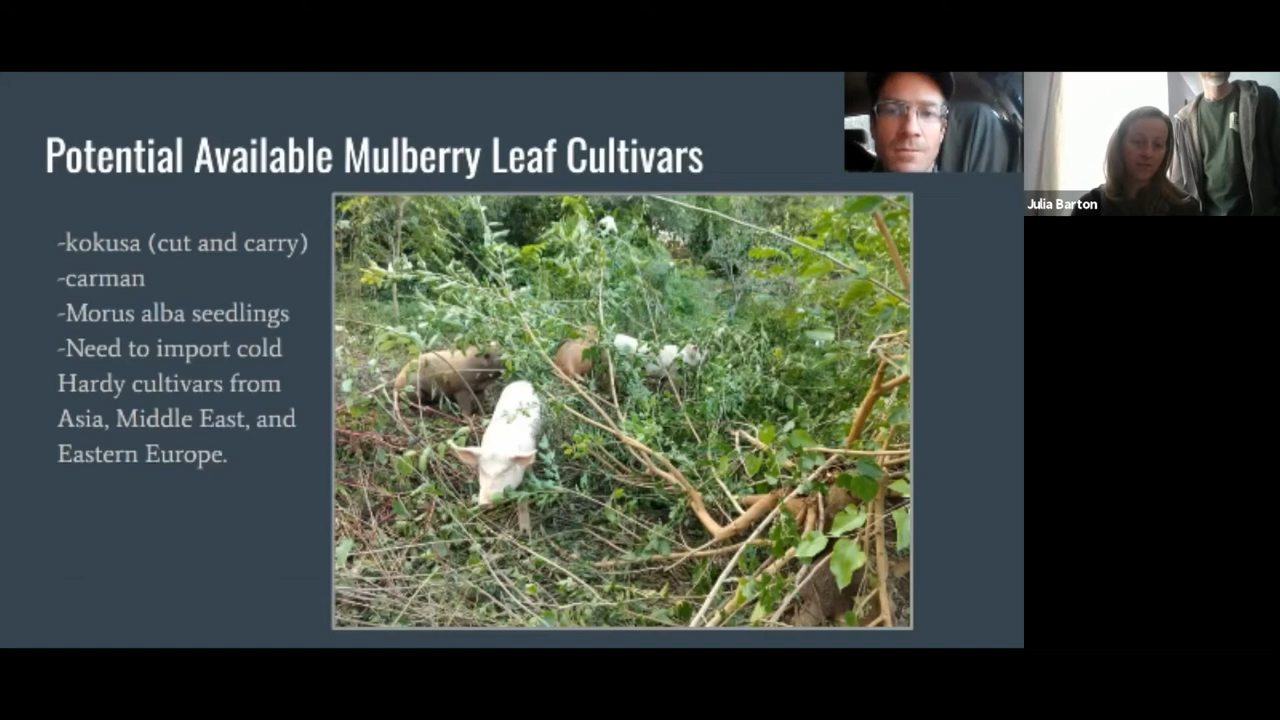 Potential Available Mulberry Leaf Cultivars
-kokusa (cut and carry)
-carman
-Morus alba seedlings
-Need to import cold
Hardy cultivars from
Asia, Middle East, and
Eastern Europe.
Julia Barton